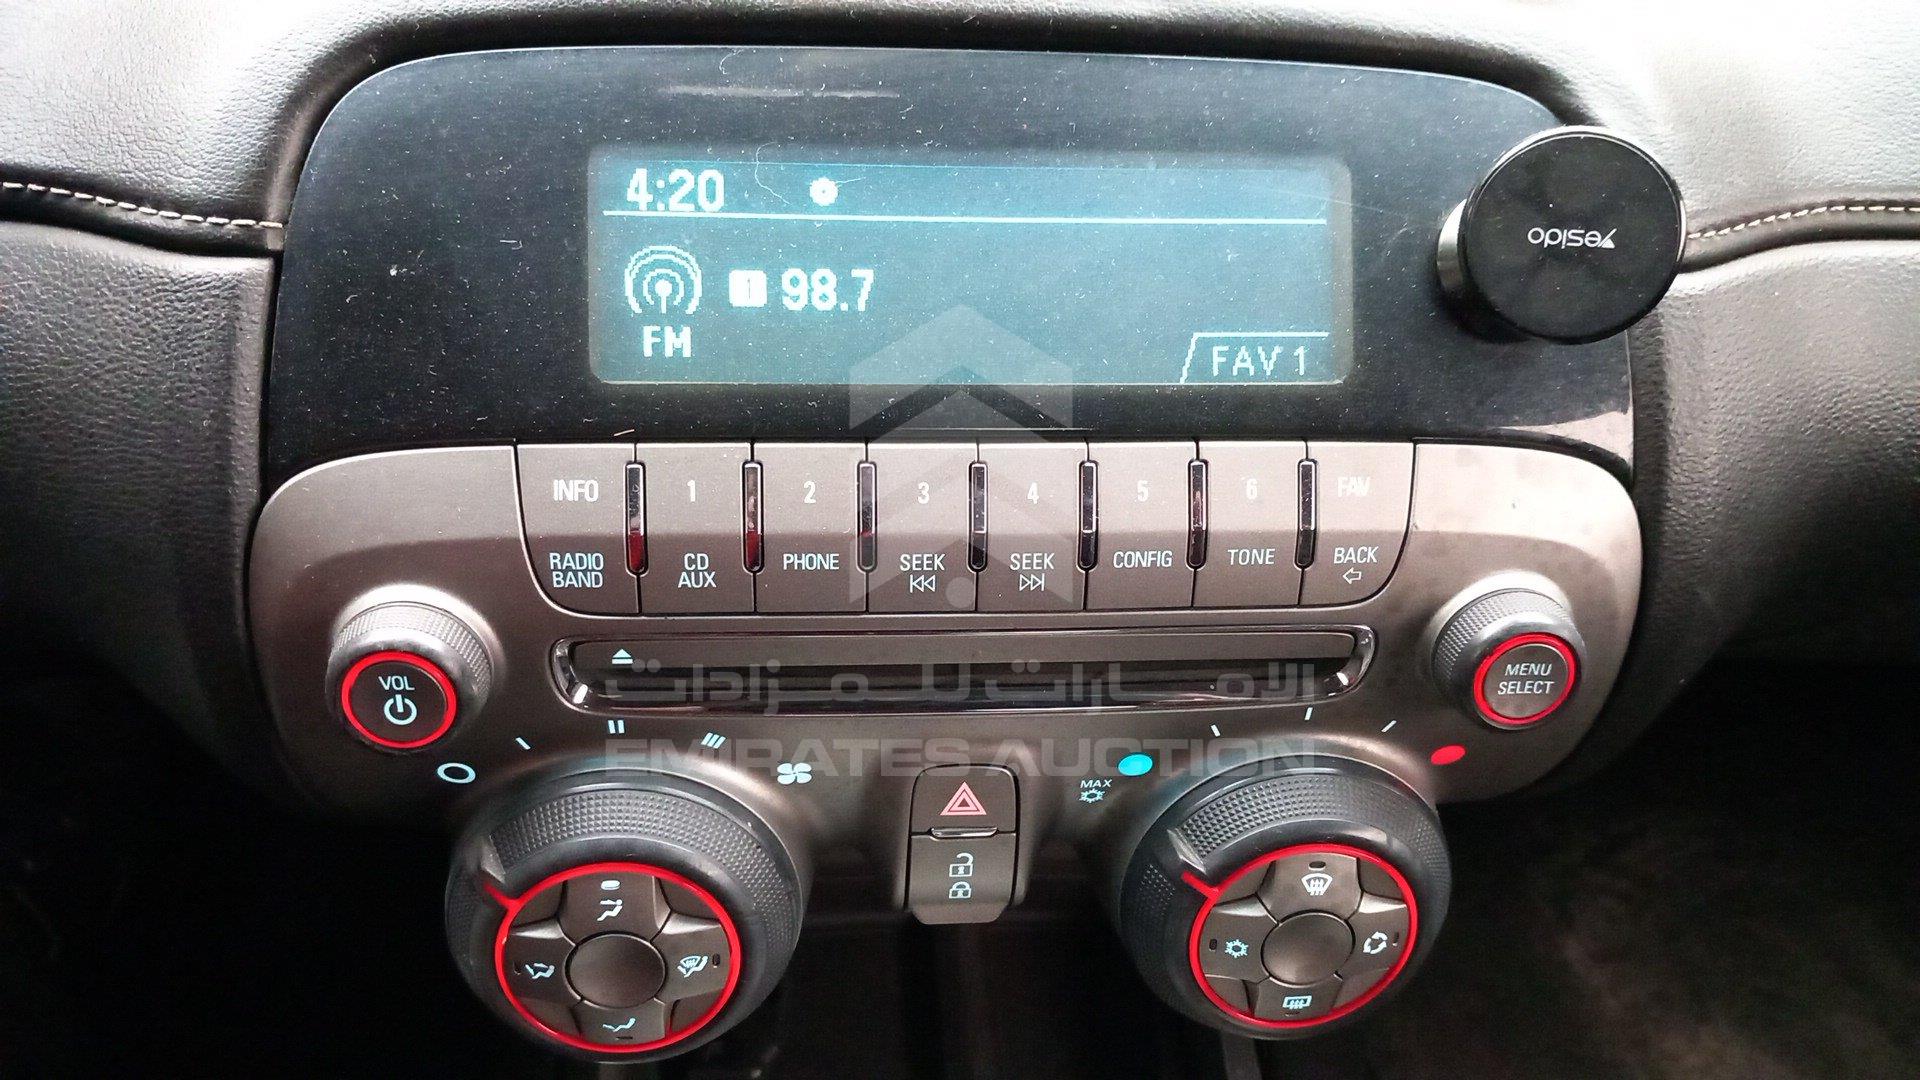 4:20
1 98.7
FM
FAV 1
Yesido
INFO 1 2 3 4 5 6 FAV
RADIO BAND CD AUX PHONE SEEK SEEK CONFIG TONE BACK
VOL
MENU
SELECT
الامارات للمزادات
EMIRATES AUCTION
MAX